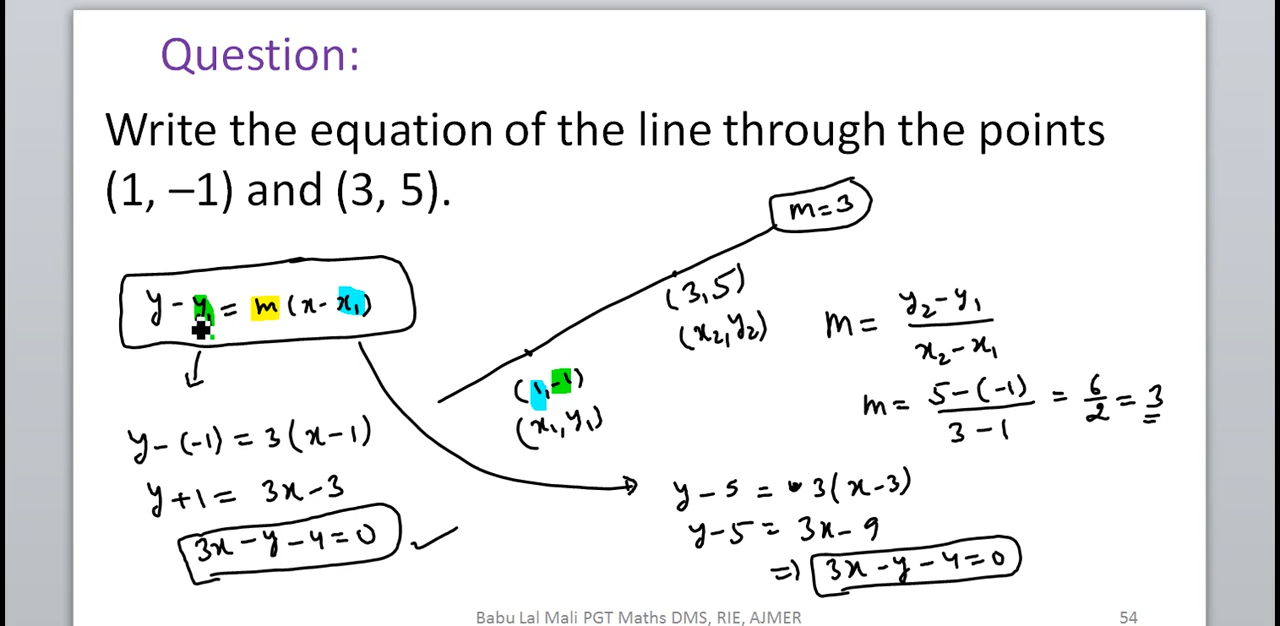 Question:
Write the equation of the line through the points
(1, –1) and (3, 5).
m=3
y - y₁ = m (x - x₁)
(3,5)
(x₂, y₂)
m = y₂-y₁ / x₂-x₁
(1,-1)
(x₁, y₁)
m = 5-(-1) / 3-1 = 6/2 = 3
y-(-1) = 3(x-1)
y+1 = 3x-3
3x-y-4=0
y-5 = 3(x-3)
y-5 = 3x-9
⇒ 3x-y-4=0
Babu Lal Mali PGT Maths DMS, RIE, AJMER
54